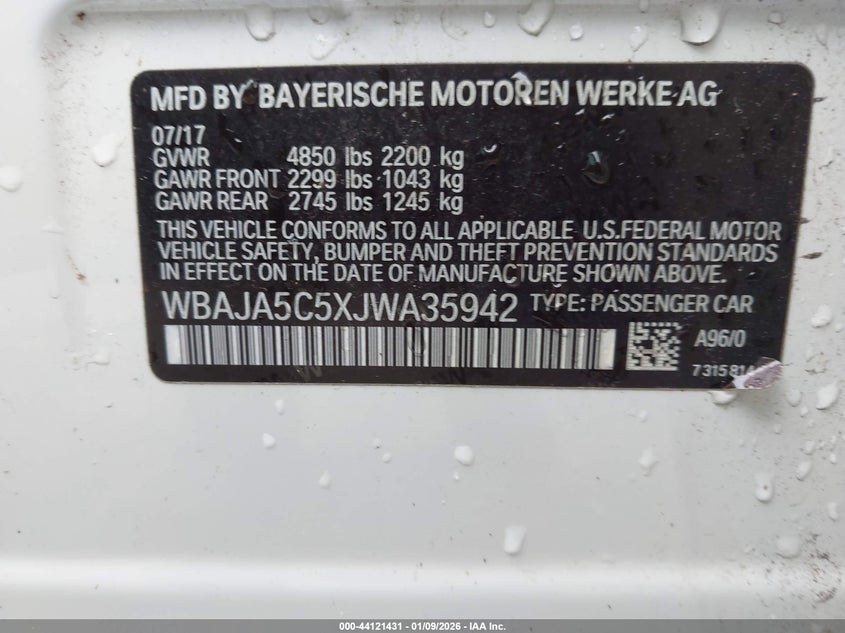 MFD BY BAYERISCHE MOTOREN WERKE AG
07/17
GVWR 4850 lbs 2200 kg
GAWR FRONT 2299 lbs 1043 kg
GAWR REAR 2745 lbs 1245 kg
THIS VEHICLE CONFORMS TO ALL APPLICABLE U.S.FEDERAL MOTOR
VEHICLE SAFETY, BUMPER AND THEFT PREVENTION STANDARDS
IN EFFECT ON THE DATE OF MANUFACTURE SHOWN ABOVE.
WBAJA5C5XJWA35942 TYPE: PASSENGER CAR
A96/0
000-44121431 - 01/09/2026 - IAA Inc.